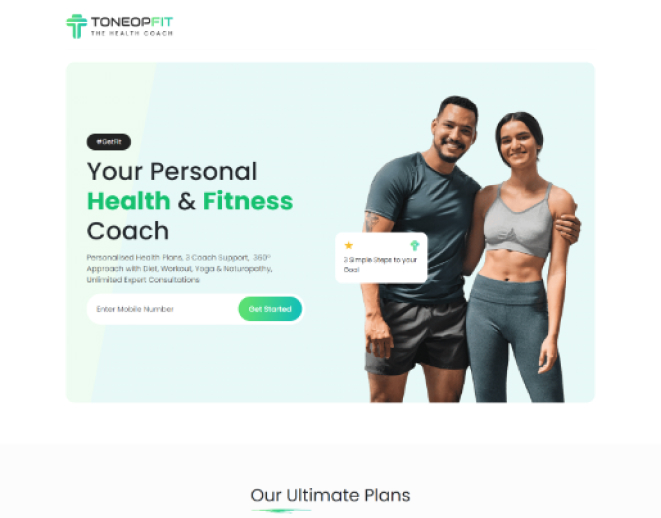 TONEOPFIT
THE HEALTH COACH
#GetFit
Your Personal
Health & Fitness
Coach
Personalised Health Plans, 3 Coach Support, 360°
Approach with Diet, Workout, Yoga & Naturopathy,
Unlimited Expert Consultations
Enter Mobile Number
Get Started
3 Simple Steps to your
Goal
Our Ultimate Plans